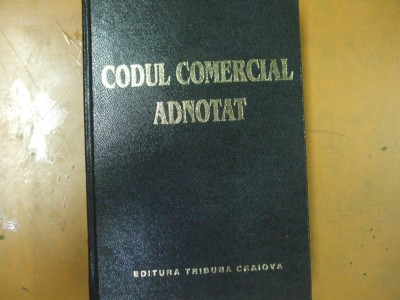 CODUL COMERCIAL
ADNOTAT
EDITURA TRIBUNA CRAIOVA